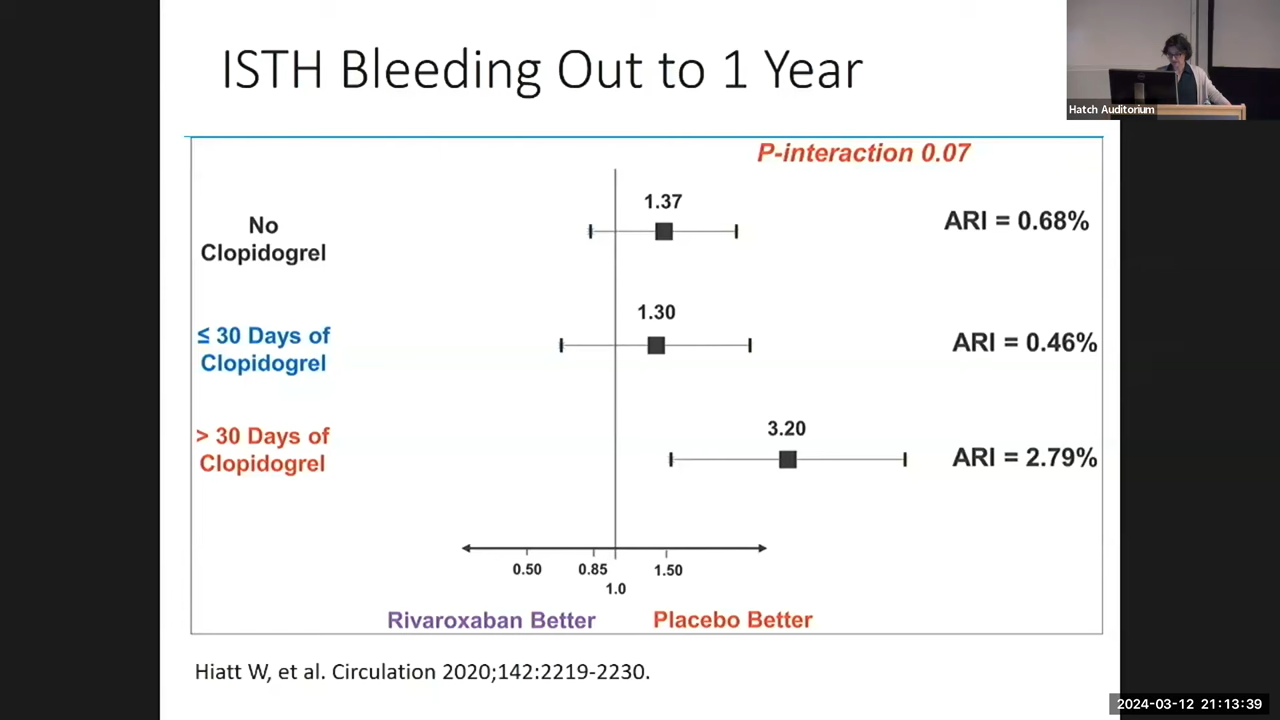 ISTH Bleeding Out to 1 Year
Hatch Auditorium
P-interaction 0.07
No
Clopidogrel
1.37
ARI = 0.68%
≤ 30 Days of
Clopidogrel
1.30
ARI = 0.46%
> 30 Days of
Clopidogrel
3.20
ARI = 2.79%
0.50 0.85 1.50
1.0
Rivaroxaban Better Placebo Better
Hiatt W, et al. Circulation 2020;142:2219-2230.
2024-03-12 21:13:39